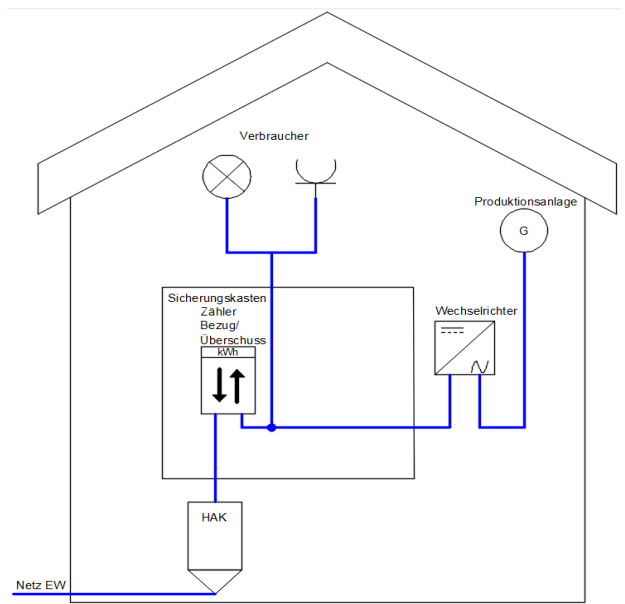 Verbraucher
Produktionsanlage
G
Sicherungskasten
Zähler
Bezug/
Überschuss
kWh
Wechselrichter
HAK
Netz EW